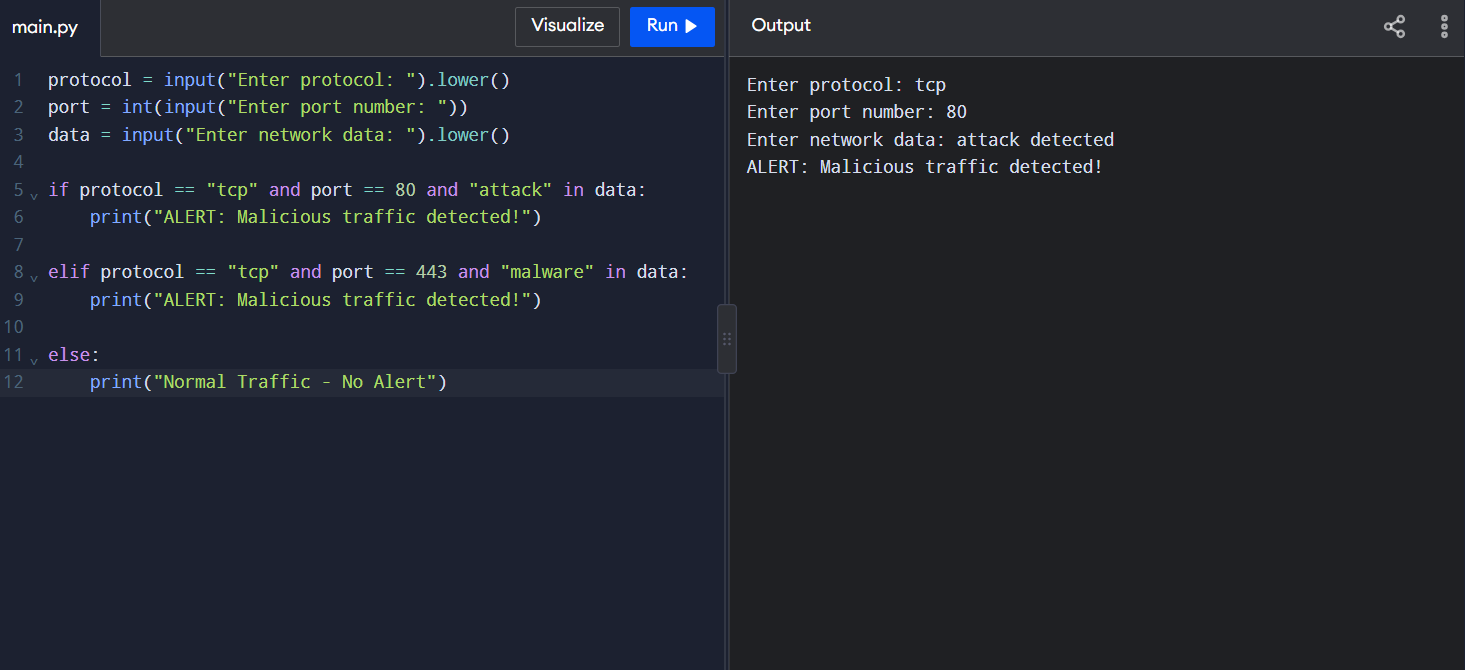 main.py
Visualize
Run
Output
1 protocol = input("Enter protocol: ").lower()
2 port = int(input("Enter port number: "))
3 data = input("Enter network data: ").lower()
4
5 if protocol == "tcp" and port == 80 and "attack" in data:
6     print("ALERT: Malicious traffic detected!")
7
8 elif protocol == "tcp" and port == 443 and "malware" in data:
9     print("ALERT: Malicious traffic detected!")
10
11 else:
12     print("Normal Traffic - No Alert")
Enter protocol: tcp
Enter port number: 80
Enter network data: attack detected
ALERT: Malicious traffic detected!